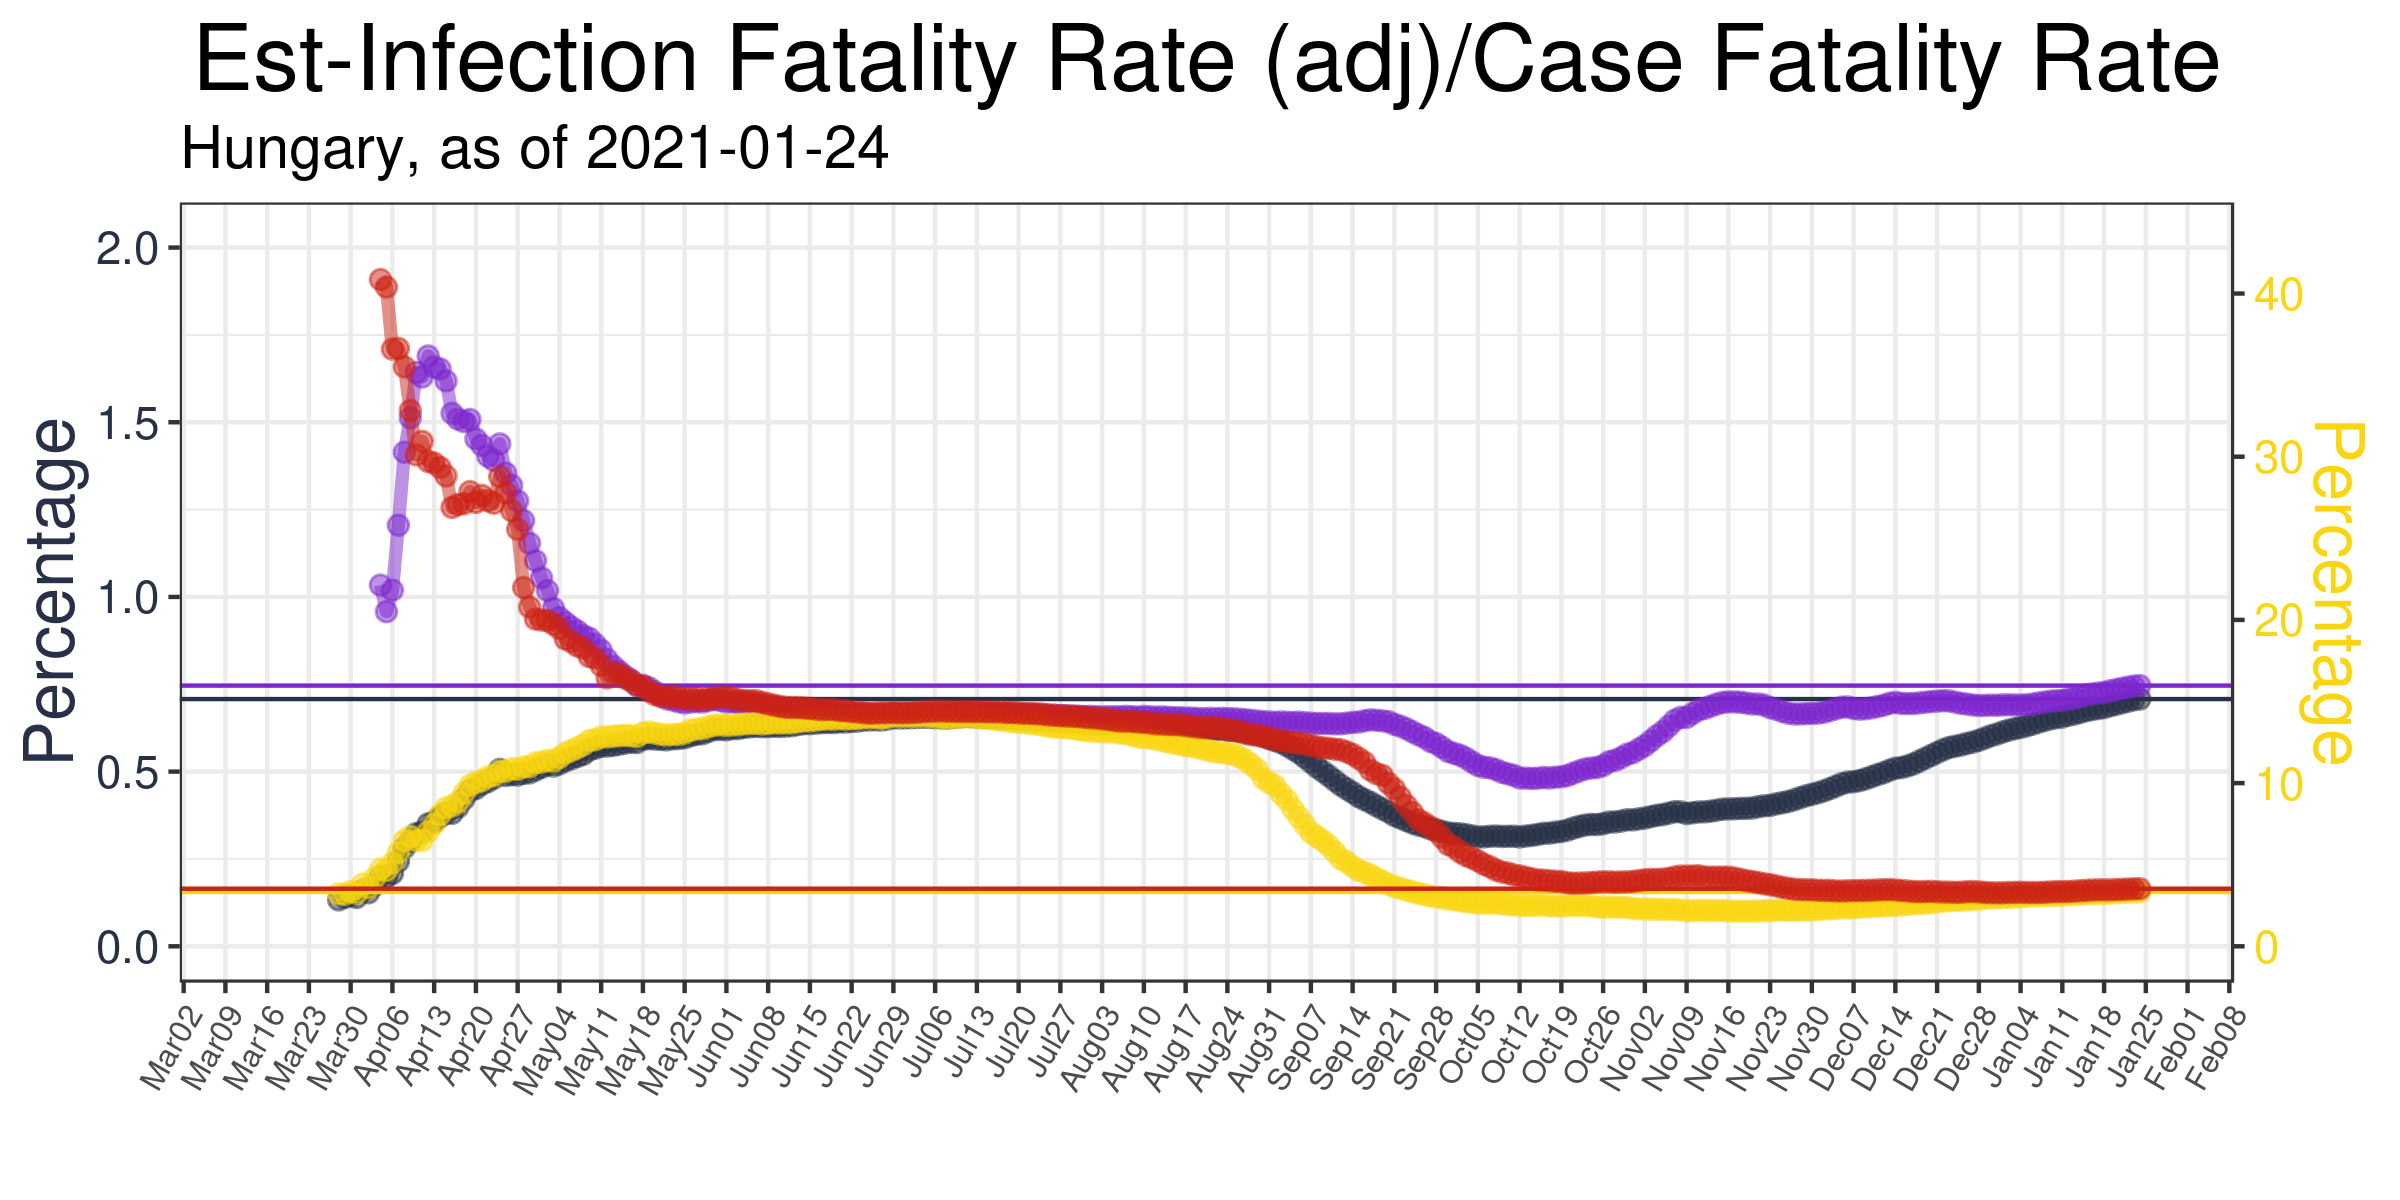 Est-Infection Fatality Rate (adj)/Case Fatality Rate
Hungary, as of 2021-01-24
Percentage
2.0
1.5
1.0
0.5
0.0
40
30
20
10
0
Percentage
Mar02 Mar09 Mar16 Mar23 Mar30 Apr06 Apr13 Apr20 Apr27 May04 May11 May18 May25 Jun01 Jun08 Jun15 Jun22 Jun29 Jul06 Jul13 Jul20 Jul27 Aug03 Aug10 Aug17 Aug24 Aug31 Sep07 Sep14 Sep21 Sep28 Oct05 Oct12 Oct19 Oct26 Nov02 Nov09 Nov16 Nov23 Nov30 Dec07 Dec14 Dec21 Dec28 Jan04 Jan11 Jan18 Jan25 Feb01 Feb08